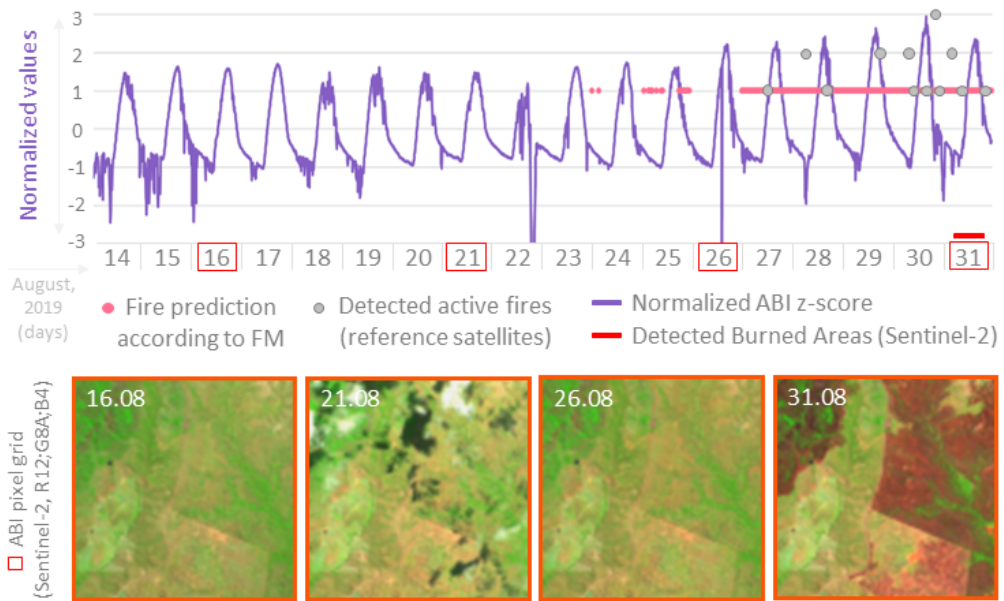 Normalized values
3
2
1
0
-1
-2
-3
14 15 16 17 18 19 20 21 22 23 24 25 26 27 28 29 30 31
August,
2019
(days)
Fire prediction
according to FM
Detected active fires
(reference satellites)
Normalized ABI z-score
Detected Burned Areas (Sentinel-2)
ABI pixel grid
(Sentinel-2, R12;G8A;B4)
16.08
21.08
26.08
31.08